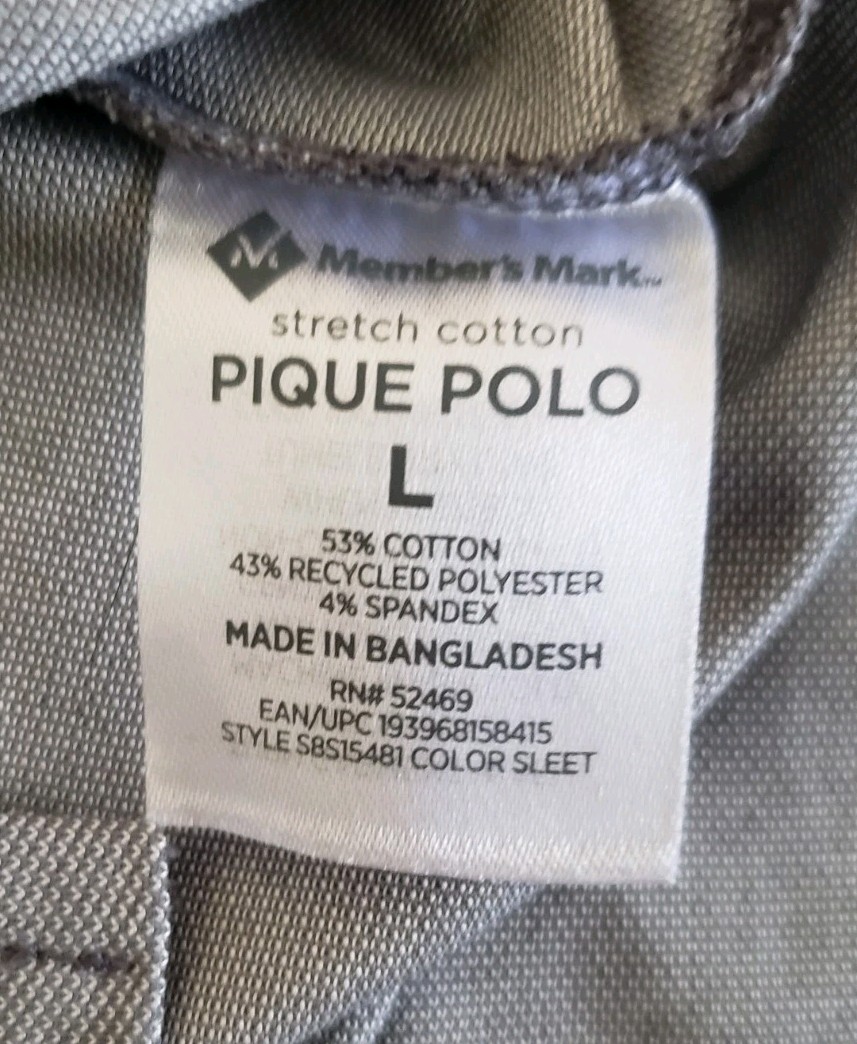 Member's Mark™
stretch cotton
PIQUE POLO
L
53% COTTON
43% RECYCLED POLYESTER
4% SPANDEX
MADE IN BANGLADESH
RN# 52469
EAN/UPC 193968158415
STYLE S8S15481 COLOR SLEET